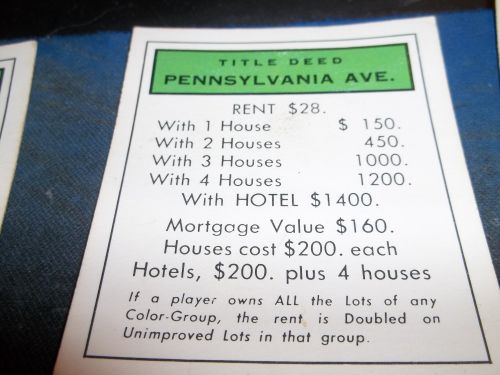 TITLE DEED
PENNSYLVANIA AVE.
RENT $28.
With 1 House $ 150.
With 2 Houses 450.
With 3 Houses 1000.
With 4 Houses 1200.
With HOTEL $1400.
Mortgage Value $160.
Houses cost $200. each
Hotels, $200. plus 4 houses
If a player owns ALL the Lots of any
Color-Group, the rent is Doubled on
Unimproved Lots in that group.